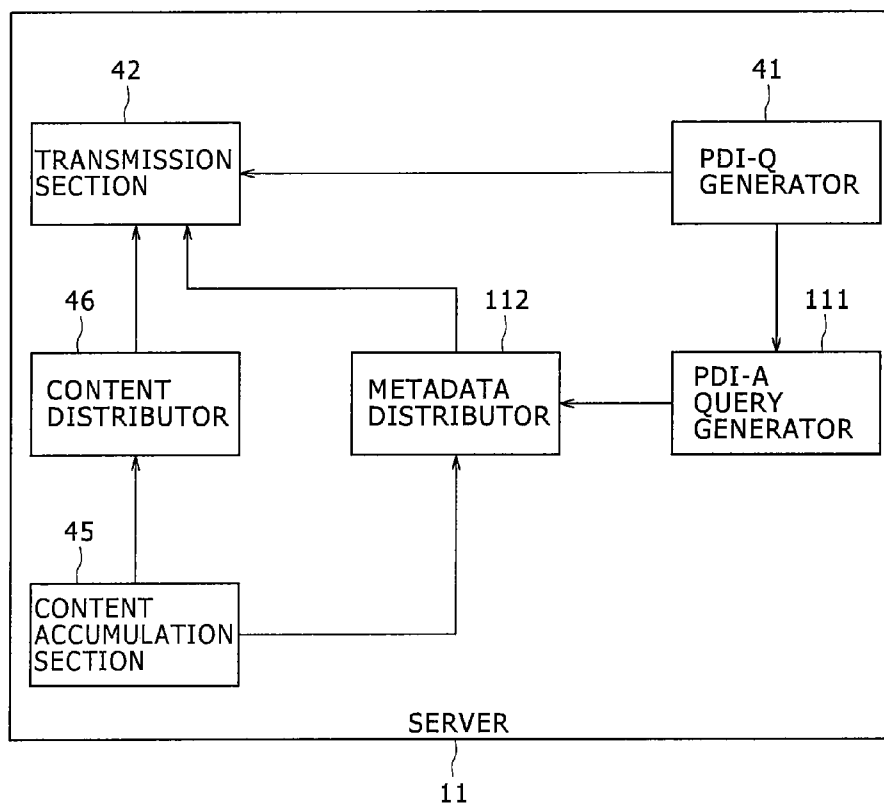 42
TRANSMISSION
SECTION
41
PDI-Q
GENERATOR
46
CONTENT
DISTRIBUTOR
112
METADATA
DISTRIBUTOR
111
PDI-A
QUERY
GENERATOR
45
CONTENT
ACCUMULATION
SECTION
SERVER
11